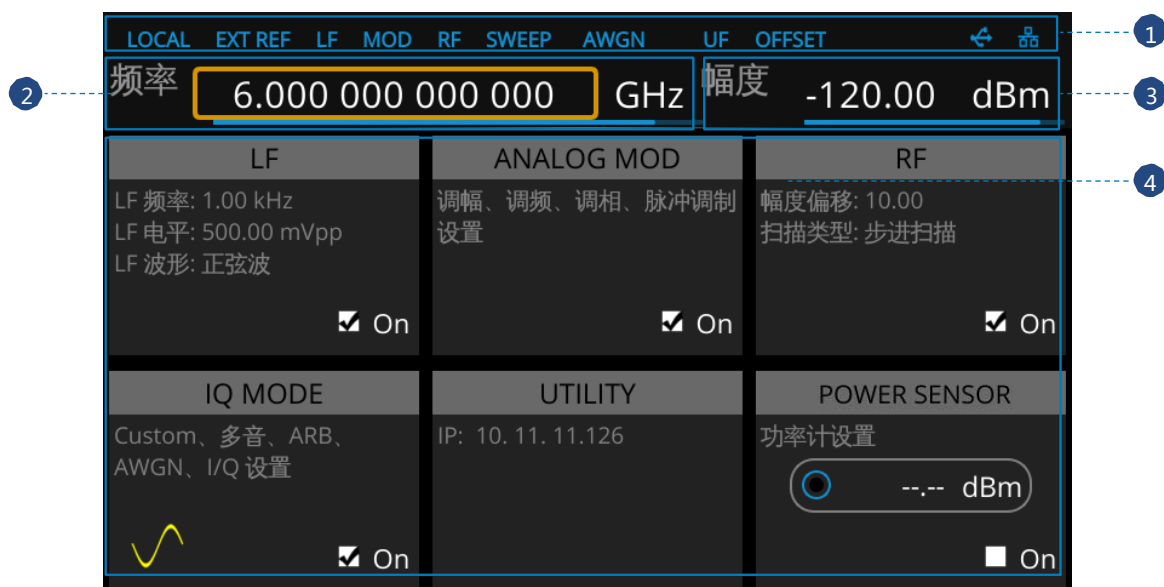 LOCAL EXT REF LF MOD RF SWEEP AWGN UF OFFSET
1
2
频率 6.000 000 000 000 GHz
幅度 -120.00 dBm
3
LF
LF 频率: 1.00 kHz
LF 电平: 500.00 mVpp
LF 波形: 正弦波
On
ANALOG MOD
调幅、调频、调相、脉冲调制
设置
On
RF
幅度偏移: 10.00
扫描类型: 步进扫描
On
4
IQ MODE
Custom、多音、ARB、
AWGN、I/Q 设置
On
UTILITY
IP: 10. 11. 11.126
POWER SENSOR
功率计设置
--.-- dBm
On